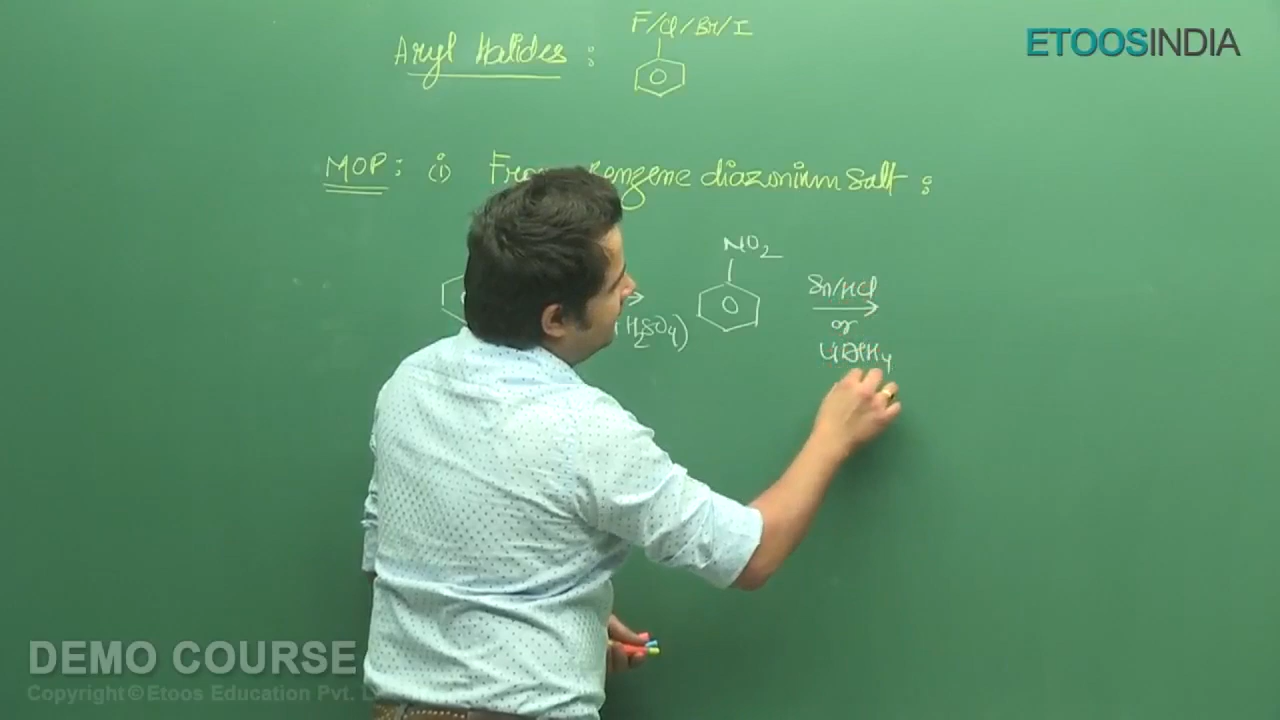 F/Cl/Br/I
ETOOSINDIA
Aryl Halides :
MOP : (i) From Benzene diazonium Salt :
NO2
Sn/HCl
H2SO4)
or
LiAlH4
DEMO COURSE
Copyright © Etoos Education Pvt. L